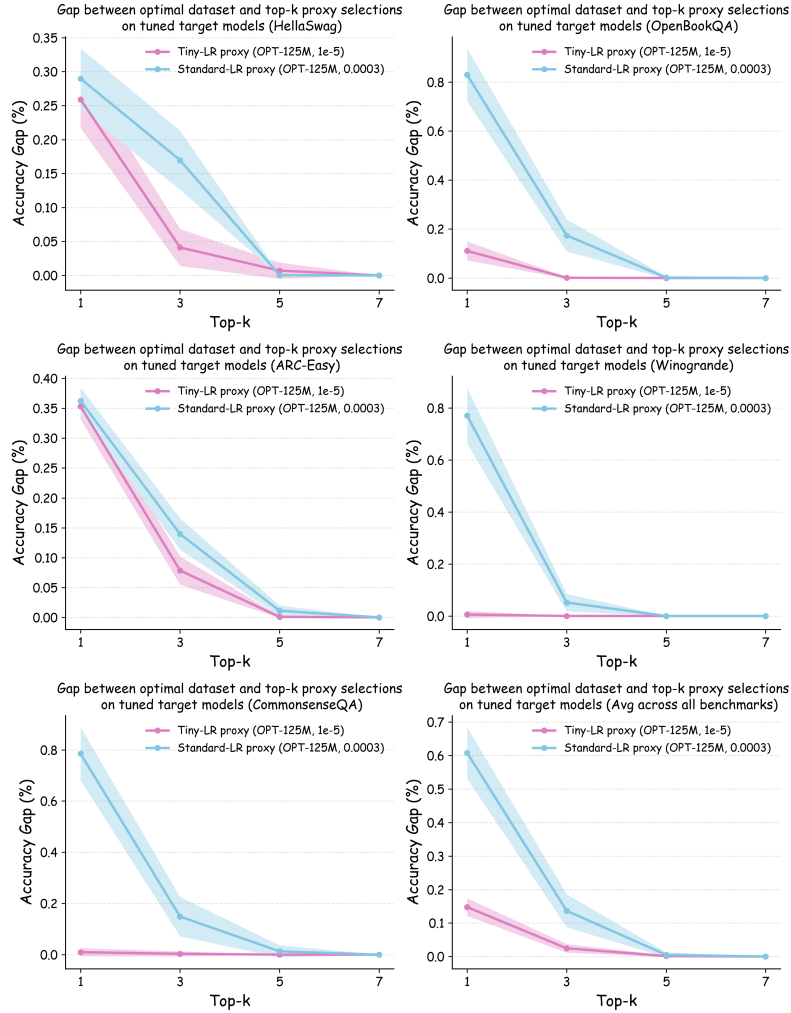 Gap between optimal dataset and top-k proxy selections
on tuned target models (HellaSwag)
Tiny-LR proxy (OPT-125M, 1e-5)
Standard-LR proxy (OPT-125M, 0.0003)
Accuracy Gap (%)
0.35
0.30
0.25
0.20
0.15
0.10
0.05
0.00
1 3 5 7
Top-k
Gap between optimal dataset and top-k proxy selections
on tuned target models (OpenBookQA)
Tiny-LR proxy (OPT-125M, 1e-5)
Standard-LR proxy (OPT-125M, 0.0003)
Accuracy Gap (%)
0.8
0.6
0.4
0.2
0.0
1 3 5 7
Top-k
Gap between optimal dataset and top-k proxy selections
on tuned target models (ARC-Easy)
Tiny-LR proxy (OPT-125M, 1e-5)
Standard-LR proxy (OPT-125M, 0.0003)
Accuracy Gap (%)
0.40
0.35
0.30
0.25
0.20
0.15
0.10
0.05
0.00
1 3 5 7
Top-k
Gap between optimal dataset and top-k proxy selections
on tuned target models (Winogrande)
Tiny-LR proxy (OPT-125M, 1e-5)
Standard-LR proxy (OPT-125M, 0.0003)
Accuracy Gap (%)
0.8
0.6
0.4
0.2
0.0
1 3 5 7
Top-k
Gap between optimal dataset and top-k proxy selections
on tuned target models (CommonsenseQA)
Tiny-LR proxy (OPT-125M, 1e-5)
Standard-LR proxy (OPT-125M, 0.0003)
Accuracy Gap (%)
0.8
0.6
0.4
0.2
0.0
1 3 5 7
Top-k
Gap between optimal dataset and top-k proxy selections
on tuned target models (Avg across all benchmarks)
Tiny-LR proxy (OPT-125M, 1e-5)
Standard-LR proxy (OPT-125M, 0.0003)
Accuracy Gap (%)
0.7
0.6
0.5
0.4
0.3
0.2
0.1
0.0
1 3 5 7
Top-k